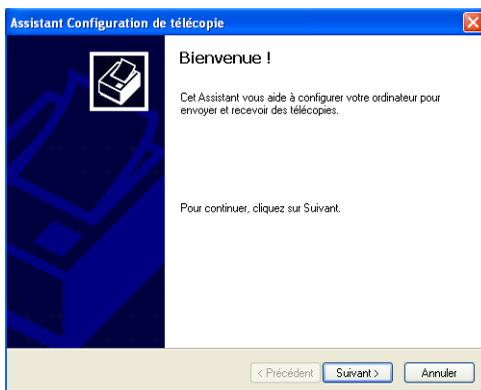 Assistant Configuration de télécopie
Bienvenue !
Cet Assistant vous aide à configurer votre ordinateur pour
envoyer et recevoir des télécopies.
Pour continuer, cliquez sur Suivant.
< Précédent Suivant > Annuler